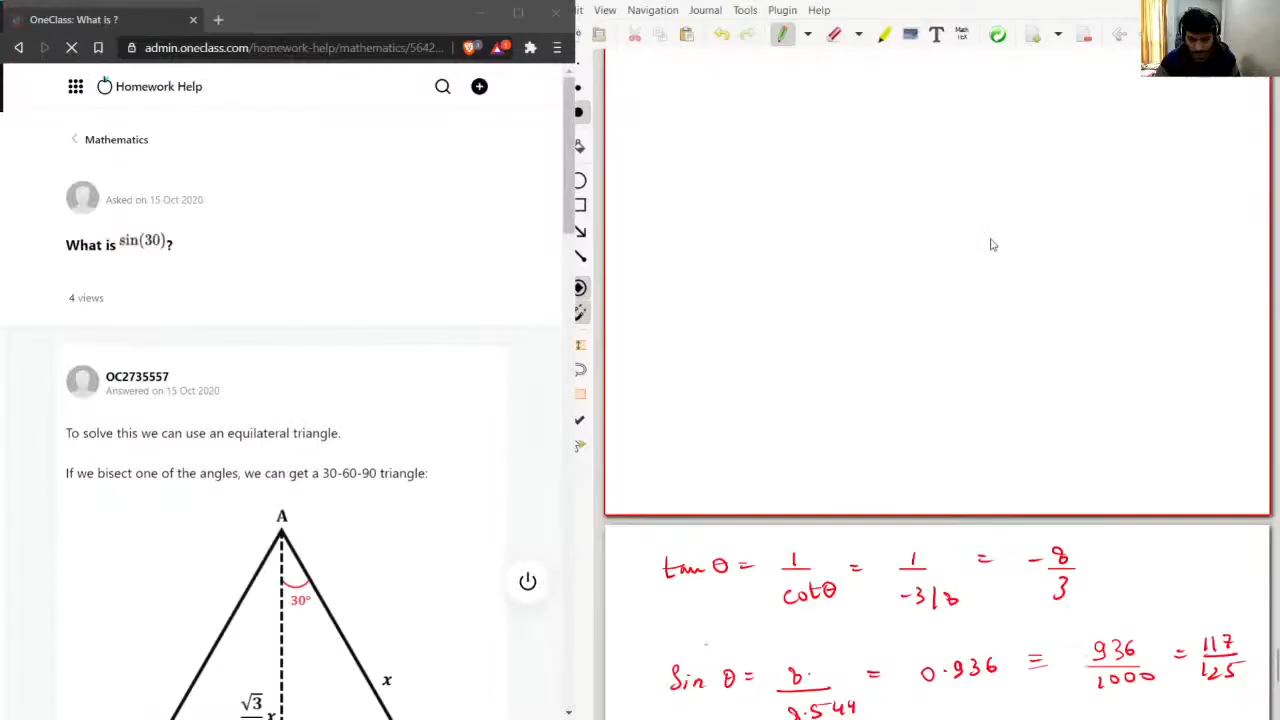 OneClass: What is ?
admin.oneclass.com/homework-help/mathematics/5642...
Homework Help
Mathematics
Asked on 15 Oct 2020
What is sin(30)?
4 views
OC2735557
Answered on 15 Oct 2020
To solve this we can use an equilateral triangle.
If we bisect one of the angles, we can get a 30-60-90 triangle:
A
30°
x
√3
x
View Navigation Journal Tools Plugin Help
T Math TEX
tan θ = 1/cotθ = 1/-3/8 = -8/3
Sin θ = 8/8.544 = 0.936 = 936/1000 = 117/125